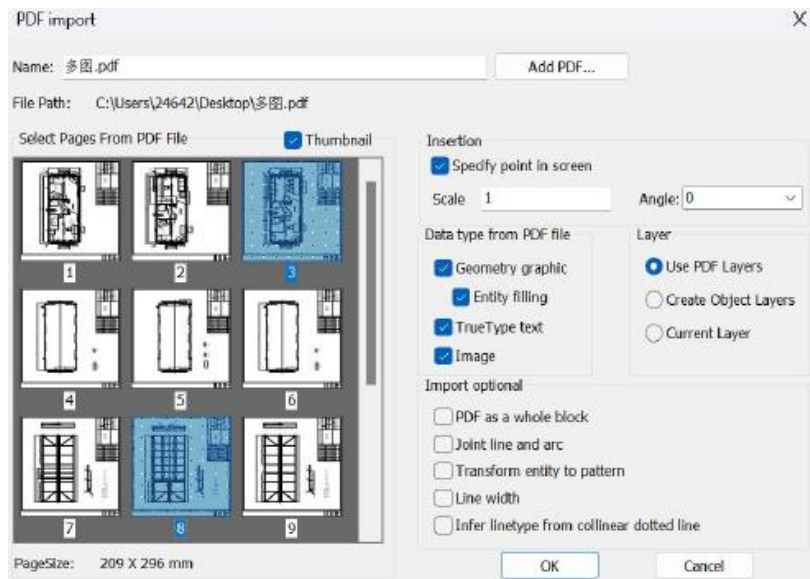 PDF import
Name: 多图.pdf
Add PDF...
File Path: C:\Users\24642\Desktop\多图.pdf
Select Pages From PDF File
Thumbnail
1
2
3
4
5
6
7
8
9
PageSize: 209 X 296 mm
Insertion
Specify point in screen
Scale 1
Angle: 0
Data type from PDF file
Geometry graphic
Entity filling
TrueType text
Image
Layer
Use PDF Layers
Create Object Layers
Current Layer
Import optional
PDF as a whole block
Joint line and arc
Transform entity to pattern
Line width
Infer linetype from collinear dotted line
OK
Cancel